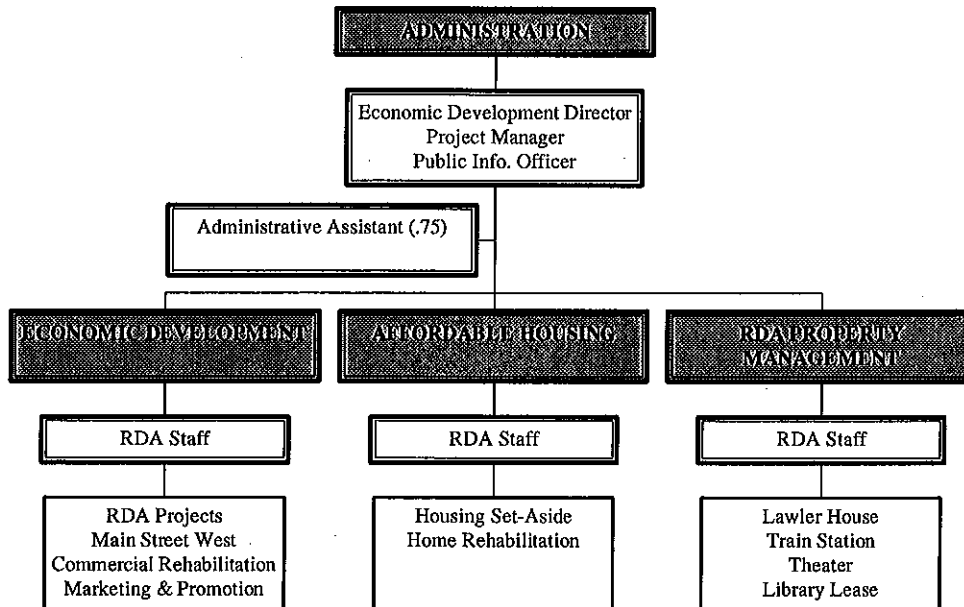 ADMINISTRATION
Economic Development Director
Project Manager
Public Info. Officer
Administrative Assistant (.75)
ECONOMIC DEVELOPMENT
AFFORDABLE HOUSING
RDA PROPERTY
MANAGEMENT
RDA Staff
RDA Staff
RDA Staff
RDA Projects
Main Street West
Commercial Rehabilitation
Marketing & Promotion
Housing Set-Aside
Home Rehabilitation
Lawler House
Train Station
Theater
Library Lease